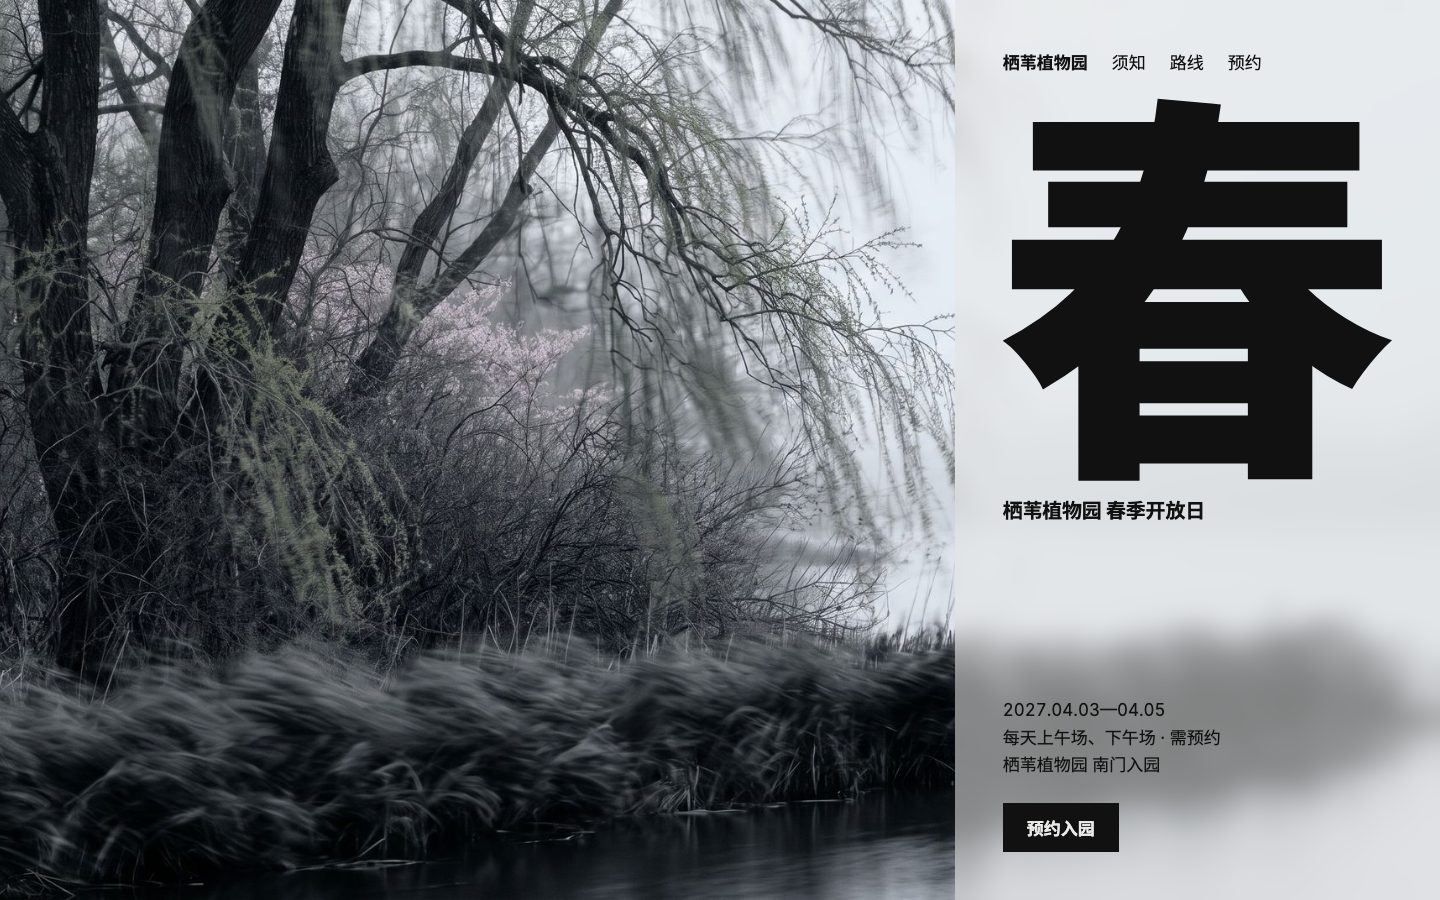 栖苇植物园 须知 路线 预约
春
栖苇植物园 春季开放日
2027.04.03—04.05
每天上午场、下午场 · 需预约
栖苇植物园 南门入园
预约入园